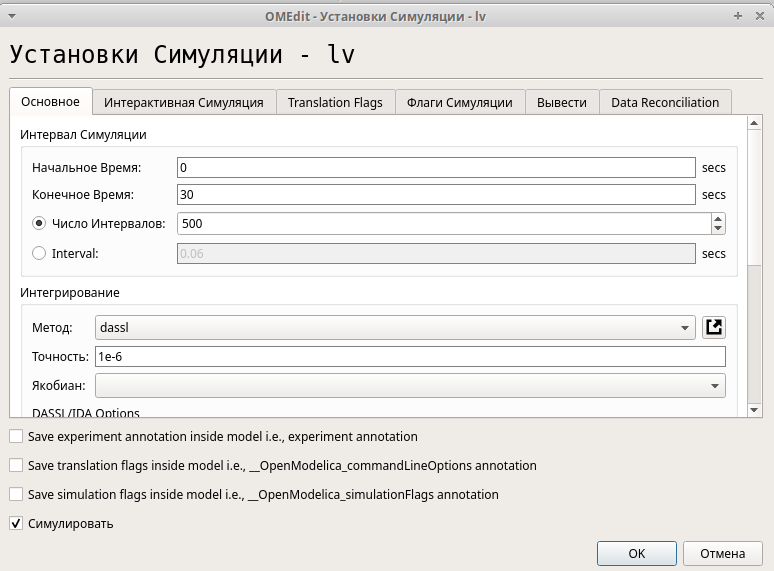 OMEdit - Установки Симуляции - lv
Установки Симуляции - lv
Основное Интерактивная Симуляция Translation Flags Флаги Симуляции Вывести Data Reconciliation
Интервал Симуляции
Начальное Время: 0 secs
Конечное Время: 30 secs
Число Интервалов: 500
Interval: 0.06 secs
Интегрирование
Метод: dassl
Точность: 1e-6
Якобиан:
DASSL/IDA Options
Save experiment annotation inside model i.e., experiment annotation
Save translation flags inside model i.e., __OpenModelica_commandLineOptions annotation
Save simulation flags inside model i.e., __OpenModelica_simulationFlags annotation
Симулировать
OK Отмена